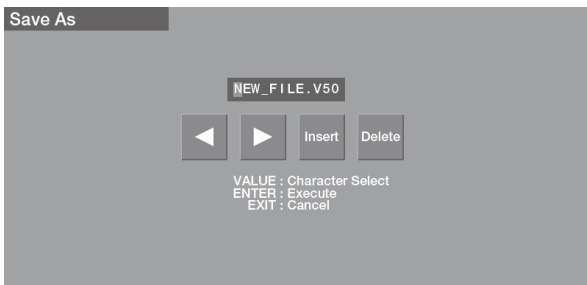 Save As
NEW_FILE.V50
Insert Delete
VALUE : Character Select
ENTER : Execute
EXIT : Cancel